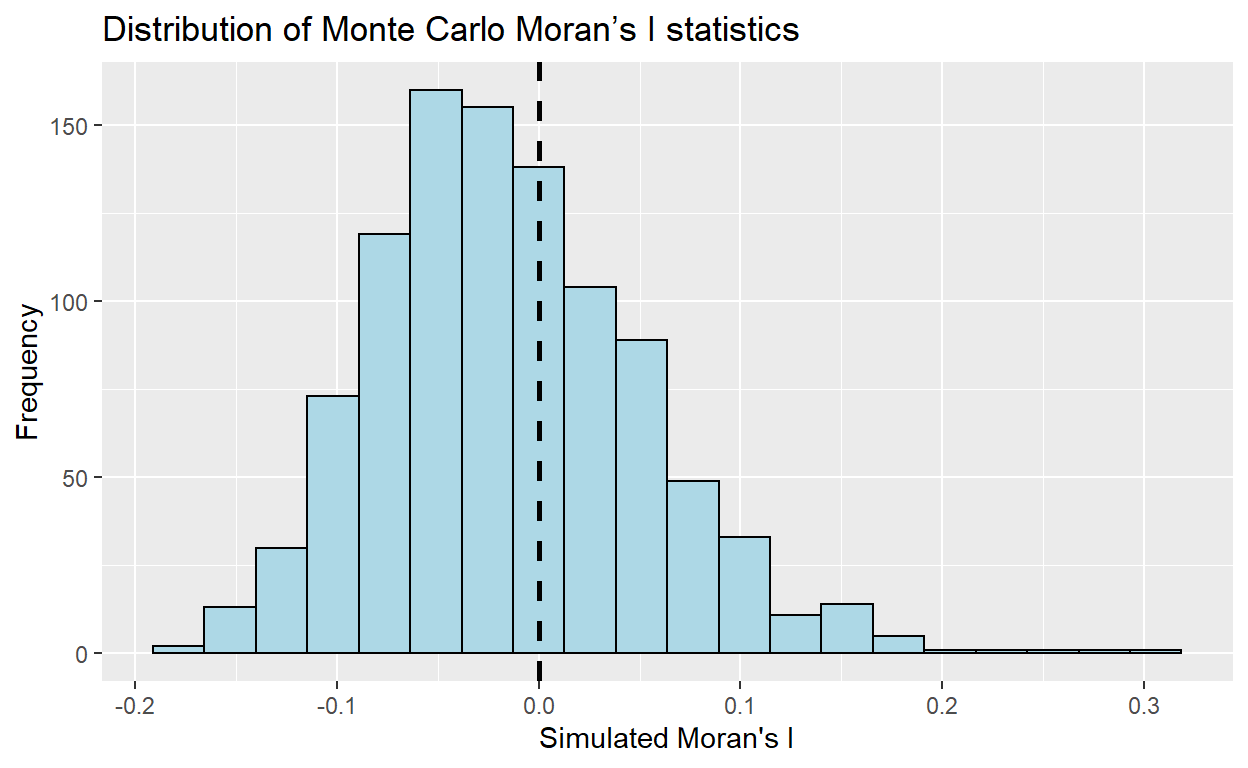 Distribution of Monte Carlo Moran’s I statistics
Frequency
150
100
50
0
-0.2 -0.1 0.0 0.1 0.2 0.3
Simulated Moran's I